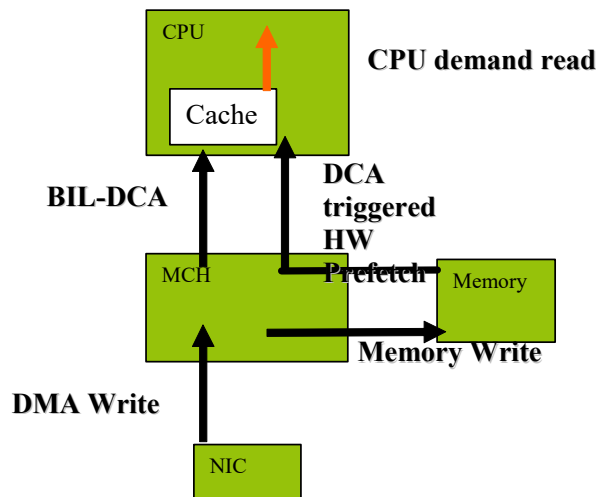 CPU
CPU demand read
Cache
BIL-DCA
DCA
triggered
HW
Prefetch
MCH
Memory
Memory Write
DMA Write
NIC